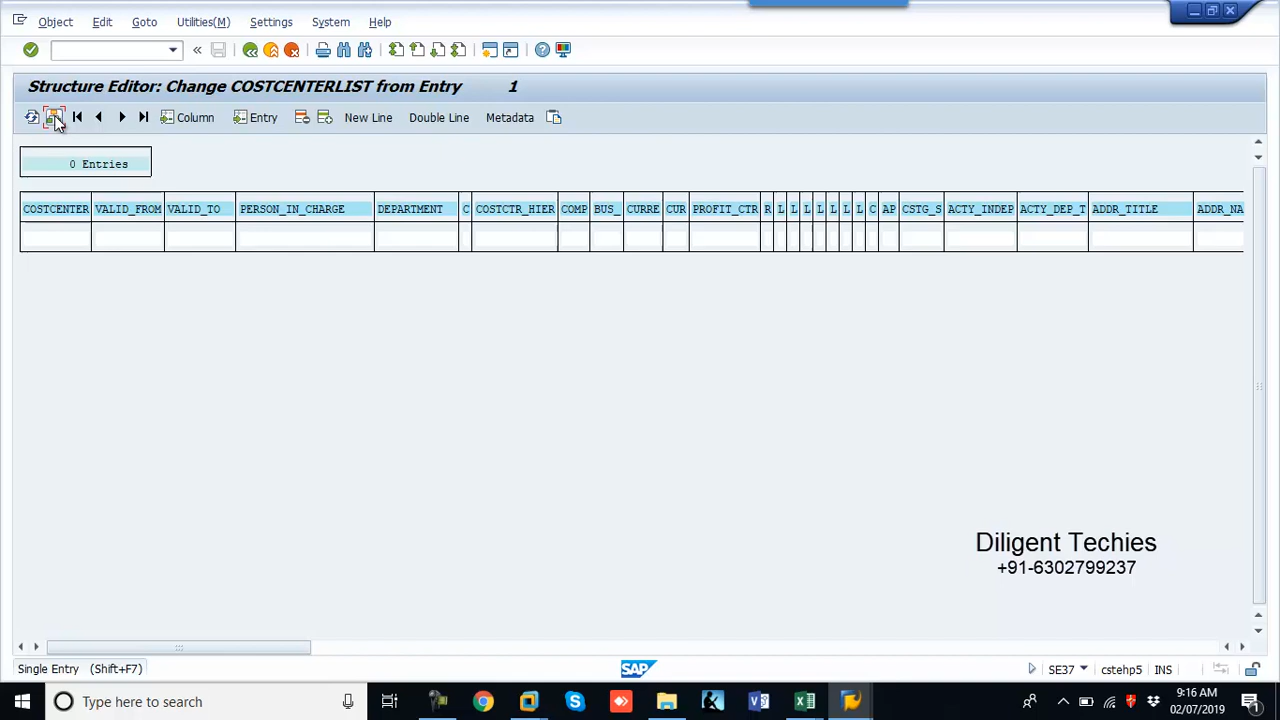 Object Edit Goto Utilities(M) Settings System Help
«
Structure Editor: Change COSTCENTERLIST from Entry 1
Column Entry New Line Double Line Metadata
0 Entries
COSTCENTER VALID_FROM VALID_TO PERSON_IN_CHARGE DEPARTMENT C COSTCTR_HIER COMP BUS_ CURRE CUR PROFIT_CTR R L L L L L L L C AP CSTG_S ACTY_INDEP ACTY_DEP_T ADDR_TITLE ADDR_NA
Diligent Techies
+91-6302799237
Single Entry (Shift+F7) SAP SE37 cstehp5 INS
Type here to search 9:16 AM
02/07/2019 1